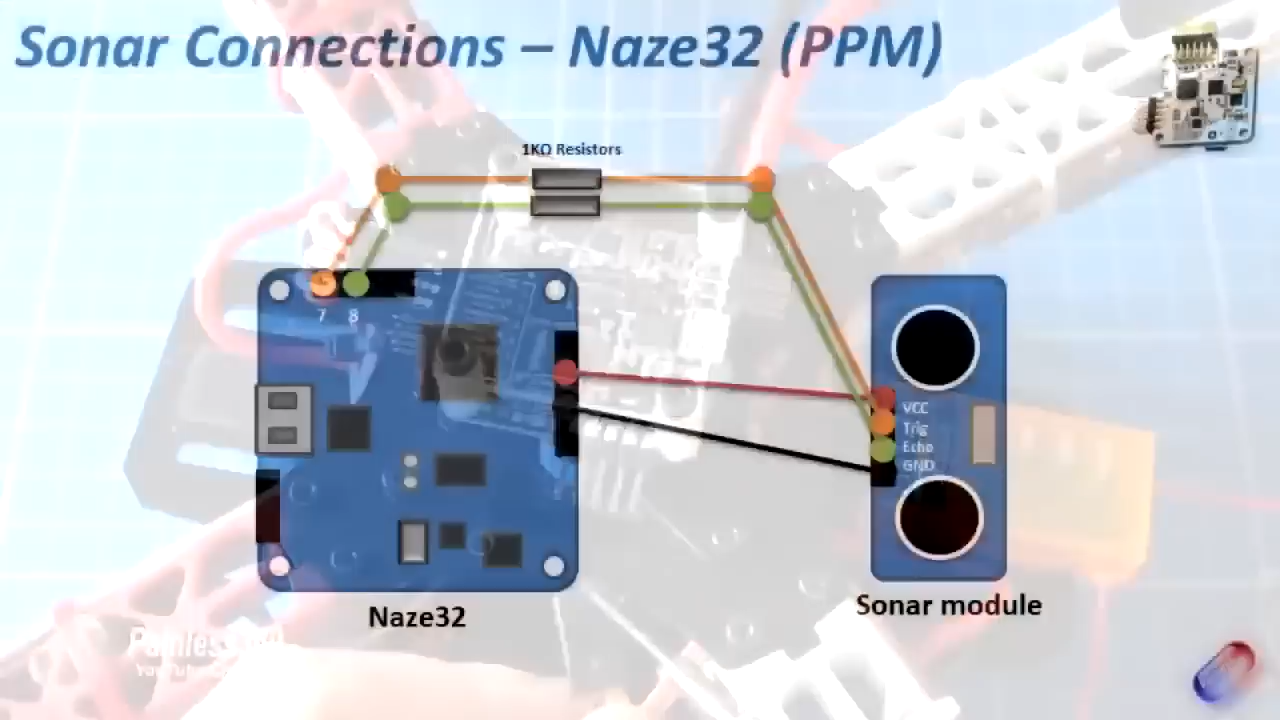 Sonar Connections – Naze32 (PPM)
1KΩ Resistors
7 8
VCC
Trig
Echo
GND
Naze32
Sonar module